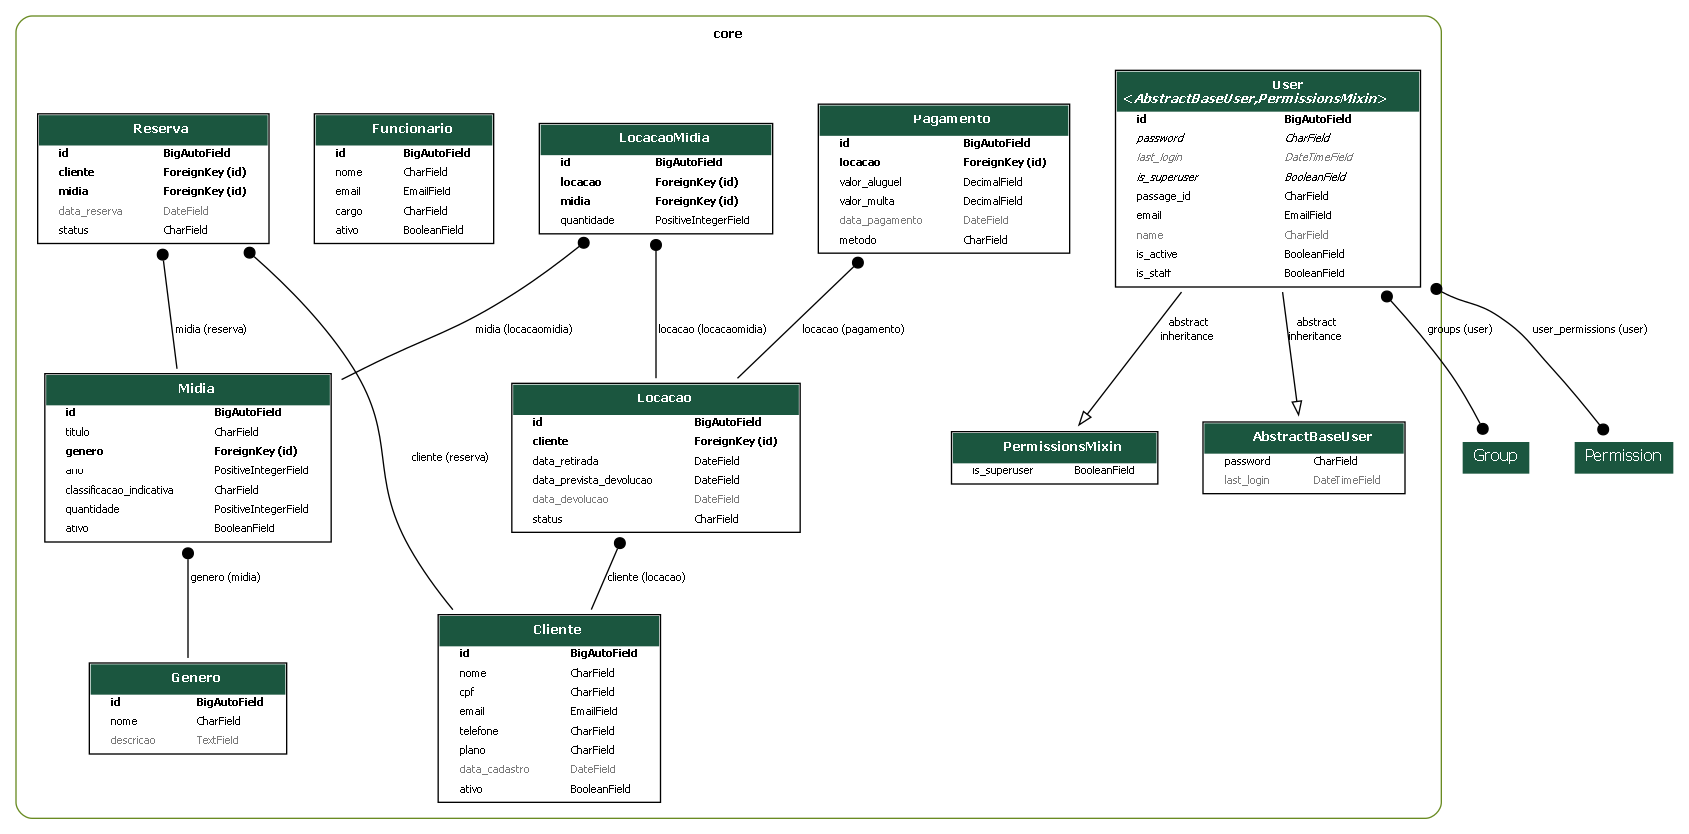 core
Reserva
id BigAutoField
cliente ForeignKey (id)
midia ForeignKey (id)
data_reserva DateField
status CharField
Funcionario
id BigAutoField
nome CharField
email EmailField
cargo CharField
ativo BooleanField
LocacaoMidia
id BigAutoField
locacao ForeignKey (id)
midia ForeignKey (id)
quantidade PositiveIntegerField
Pagamento
id BigAutoField
locacao ForeignKey (id)
valor_aluguel DecimalField
valor_multa DecimalField
data_pagamento DateField
metodo CharField
User
<AbstractBaseUser,PermissionsMixin>
id BigAutoField
password CharField
last_login DateTimeField
is_superuser BooleanField
passage_id CharField
email EmailField
name CharField
is_active BooleanField
is_staff BooleanField
midia (reserva)
midia (locacaomidia)
locacao (locacaomidia)
locacao (pagamento)
abstract
inheritance
abstract
inheritance
groups (user)
user_permissions (user)
Midia
id BigAutoField
titulo CharField
genero ForeignKey (id)
ano PositiveIntegerField
classificacao_indicativa CharField
quantidade PositiveIntegerField
ativo BooleanField
cliente (reserva)
Locacao
id BigAutoField
cliente ForeignKey (id)
data_retirada DateField
data_prevista_devolucao DateField
data_devolucao DateField
status CharField
PermissionsMixin
is_superuser BooleanField
AbstractBaseUser
password CharField
last_login DateTimeField
Group
Permission
genero (midia)
cliente (locacao)
Genero
id BigAutoField
nome CharField
descricao TextField
Cliente
id BigAutoField
nome CharField
cpf CharField
email EmailField
telefone CharField
plano CharField
data_cadastro DateField
ativo BooleanField